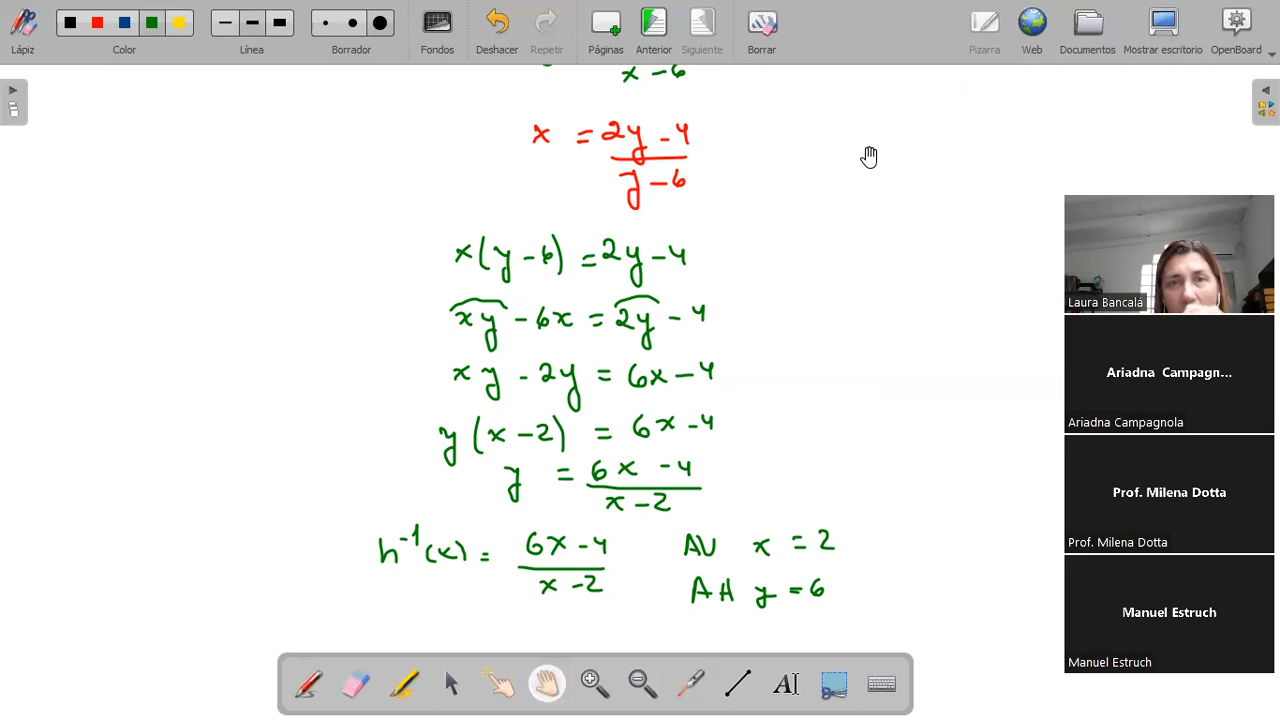 Lápiz
Color
Línea
Borrador
Fondos
Deshacer
Repetir
Páginas
Anterior
Siguiente
Borrar
Pizarra
Web
Documentos
Mostrar escritorio
OpenBoard
x - 6
x = 2y - 4
y - 6
x(y - 6) = 2y - 4
xy - 6x = 2y - 4
xy - 2y = 6x - 4
y(x - 2) = 6x - 4
y = 6x - 4
x - 2
h⁻¹(x) = 6x - 4
x - 2
AV x = 2
AH y = 6
Laura Bancalá
Ariadna Campagn...
Ariadna Campagnola
Prof. Milena Dotta
Prof. Milena Dotta
Manuel Estruch
Manuel Estruch
AI